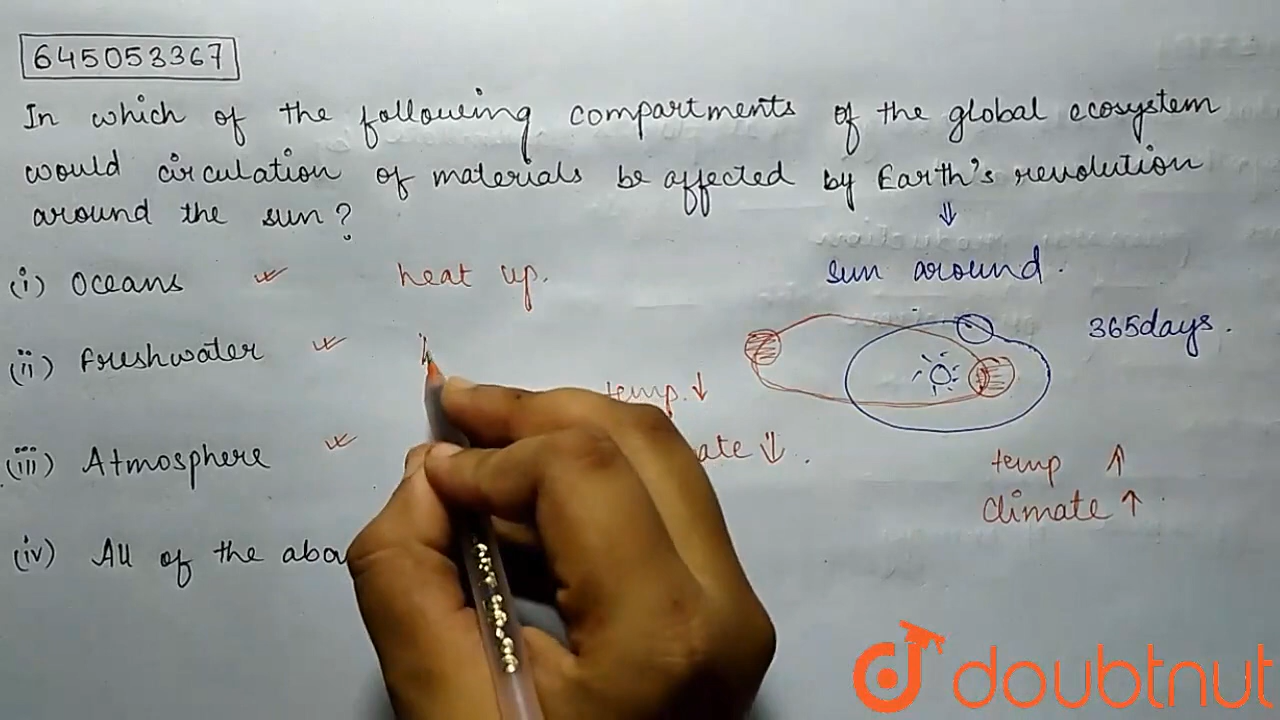 645053367
In which of the following compartments of the global ecosystem
would circulation of materials be affected by Earth's revolution
around the sun?
⇓
sun around.
(i) Oceans
heat up.
365days.
(ii) Freshwater
temp. ↓
(iii) Atmosphere
⇓.
temp ↑
Climate ↑.
(iv) All of the
doubtnut